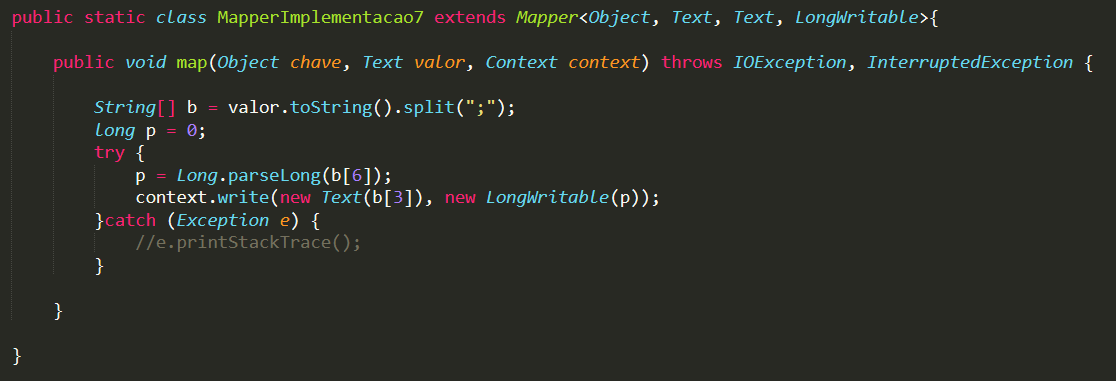 public static class MapperImplementacao7 extends Mapper<Object, Text, Text, LongWritable>{
public void map(Object chave, Text valor, Context context) throws IOException, InterruptedException {
String[] b = valor.toString().split(";");
long p = 0;
try {
p = Long.parseLong(b[6]);
context.write(new Text(b[3]), new LongWritable(p));
}catch (Exception e) {
//e.printStackTrace();
}
}
}